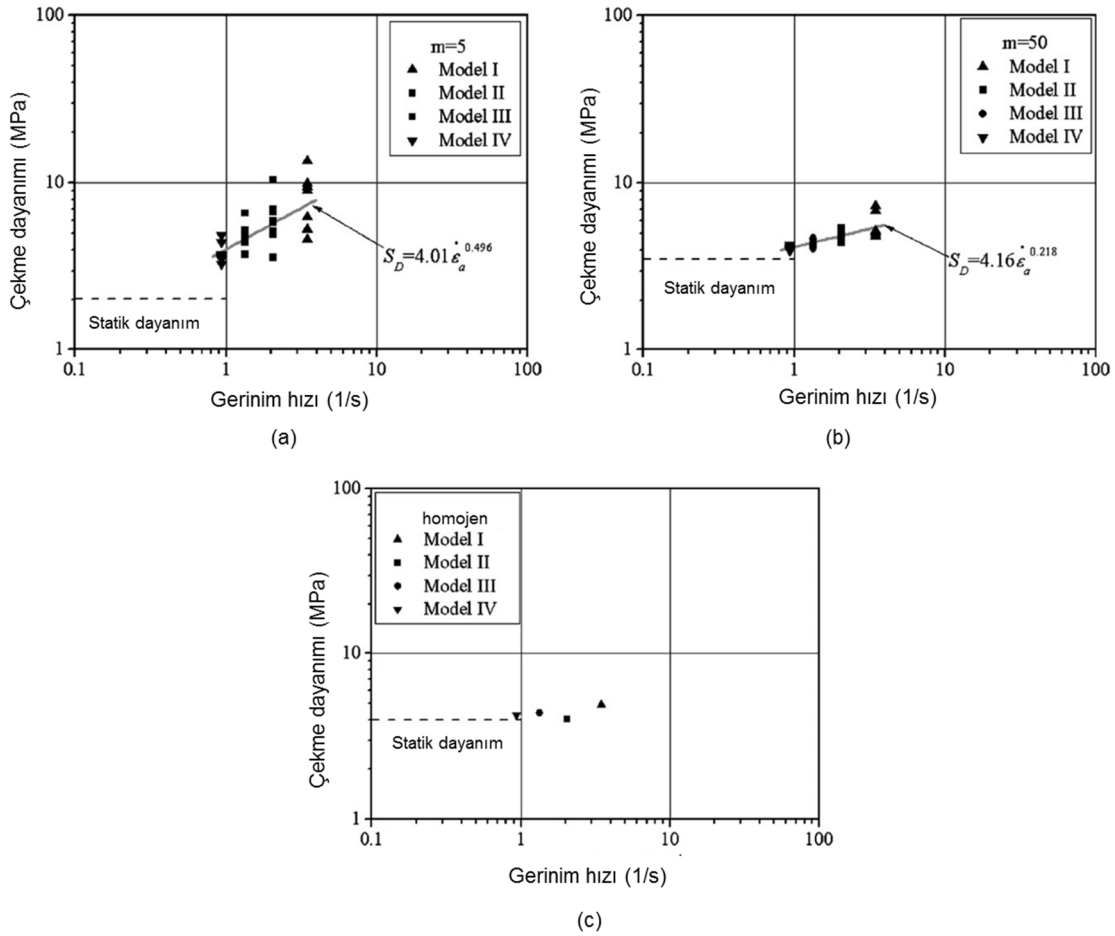 100
10
1
Çekme dayanımı (MPa)
m=5
Model I
Model II
Model III
Model IV
S_D=4.01ε̇_a^0.496
Statik dayanım
0.1 1 10 100
Gerinim hızı (1/s)
(a)
100
10
1
Çekme dayanımı (MPa)
m=50
Model I
Model II
Model III
Model IV
S_D=4.16ε̇_a^0.218
Statik dayanım
0.1 1 10 100
Gerinim hızı (1/s)
(b)
100
10
1
Çekme dayanımı (MPa)
homojen
Model I
Model II
Model III
Model IV
Statik dayanım
0.1 1 10 100
Gerinim hızı (1/s)
(c)